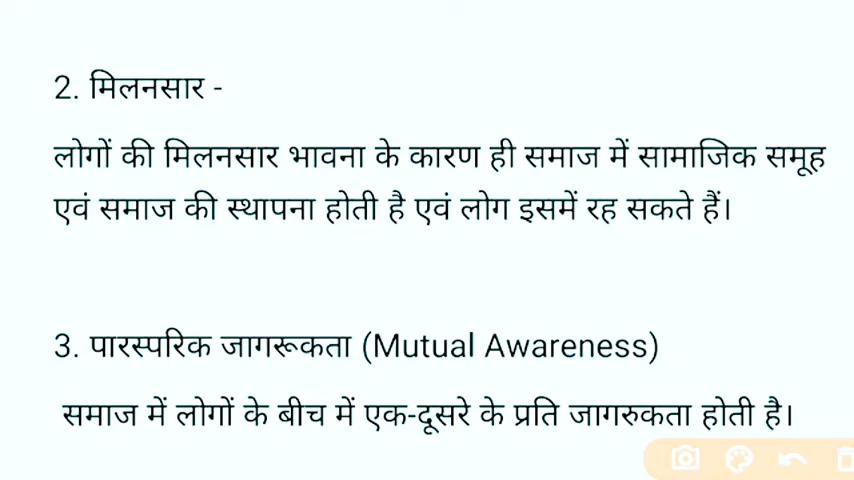 2. मिलनसार -
लोगों की मिलनसार भावना के कारण ही समाज में सामाजिक समूह
एवं समाज की स्थापना होती है एवं लोग इसमें रह सकते हैं।
3. पारस्परिक जागरूकता (Mutual Awareness)
समाज में लोगों के बीच में एक-दूसरे के प्रति जागरुकता होती है।